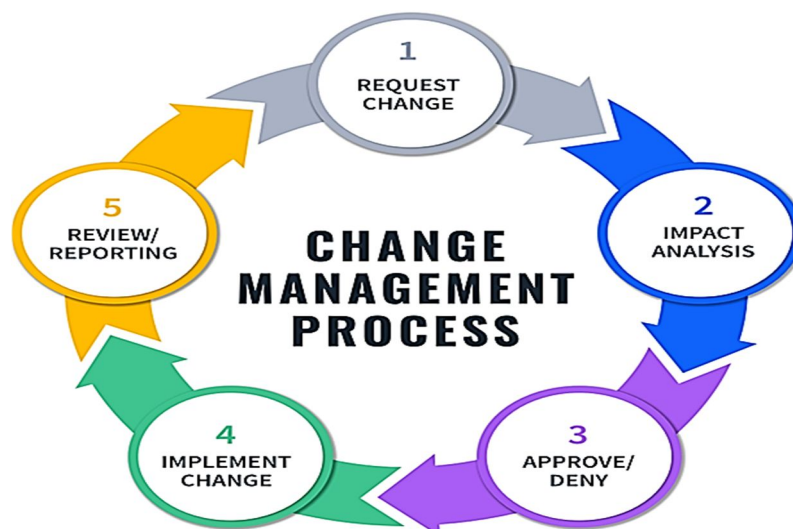 1
REQUEST
CHANGE
2
IMPACT
ANALYSIS
3
APPROVE/
DENY
4
IMPLEMENT
CHANGE
5
REVIEW/
REPORTING
CHANGE
MANAGEMENT
PROCESS